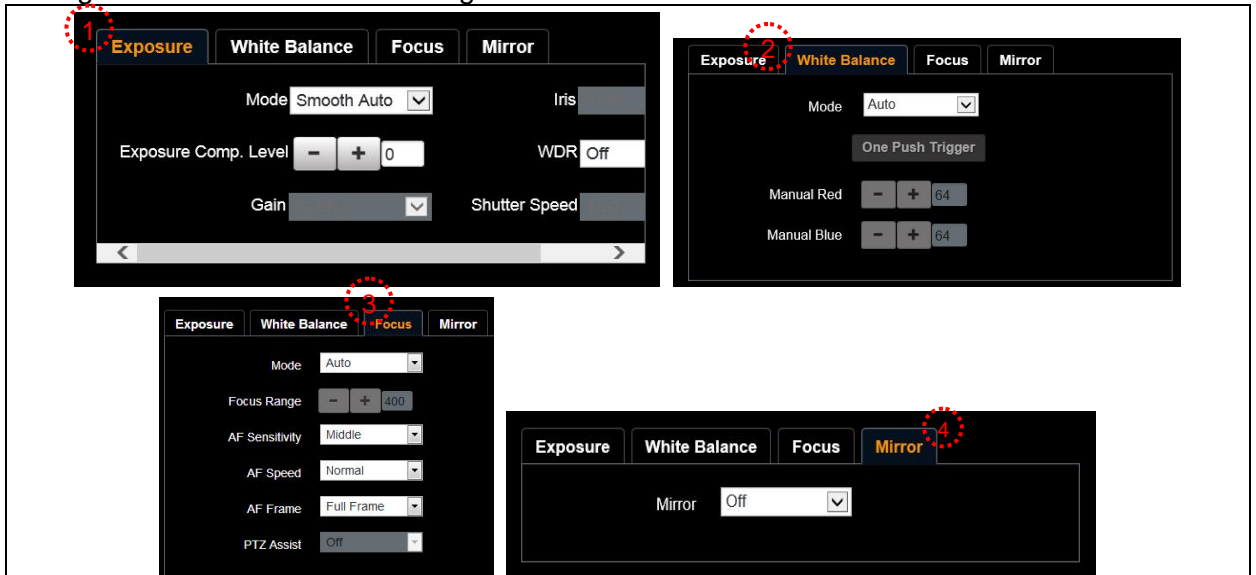 1
Exposure White Balance Focus Mirror
Mode Smooth Auto Iris
Exposure Comp. Level - + 0 WDR Off
Gain Shutter Speed
2
Exposure White Balance Focus Mirror
Mode Auto
One Push Trigger
Manual Red - + 64
Manual Blue - + 64
3
Exposure White Balance Focus Mirror
Mode Auto
Focus Range - + 400
AF Sensitivity Middle
AF Speed Normal
AF Frame Full Frame
PTZ Assist Off
4
Exposure White Balance Focus Mirror
Mirror Off